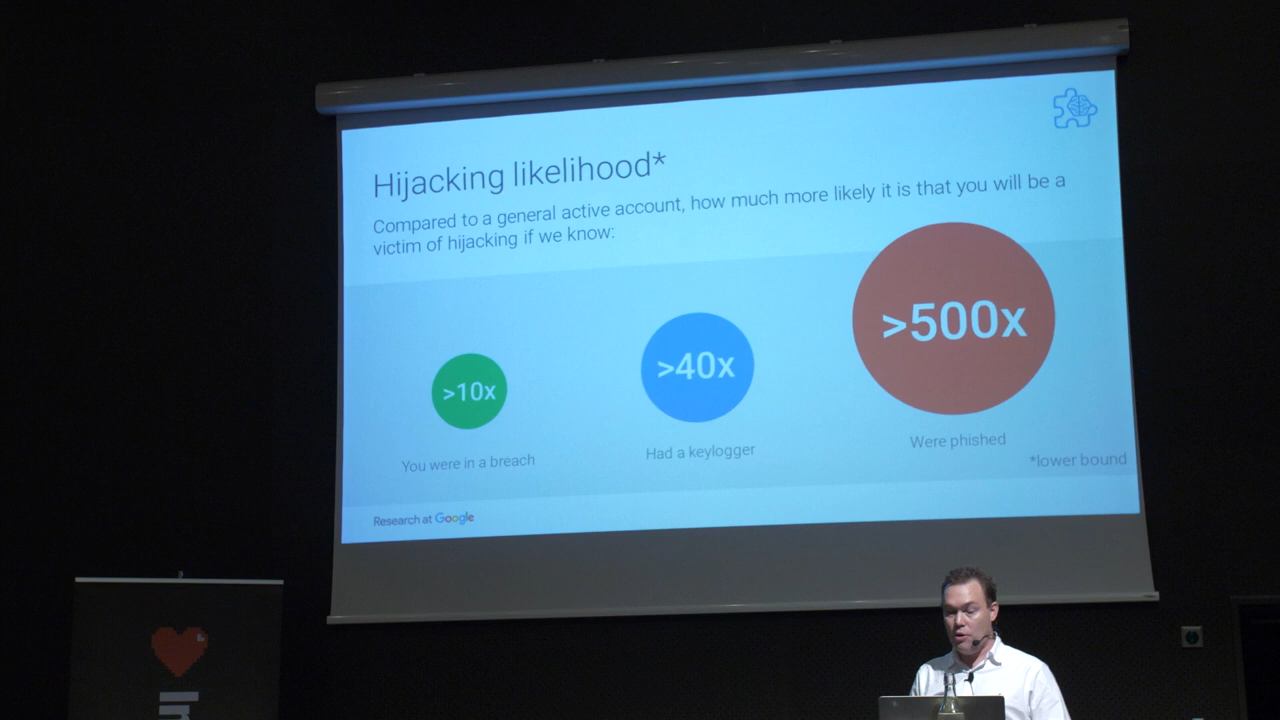 Hijacking likelihood*
Compared to a general active account, how much more likely it is that you will be a
victim of hijacking if we know:
>10x
>40x
>500x
You were in a breach
Had a keylogger
Were phished
*lower bound
Research at Google